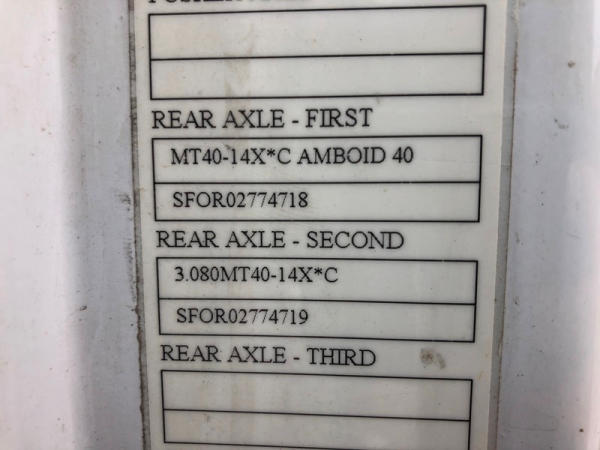 REAR AXLE - FIRST
MT40-14X*C AMBOID 40
SFOR02774718
REAR AXLE - SECOND
3.080MT40-14X*C
SFOR02774719
REAR AXLE - THIRD